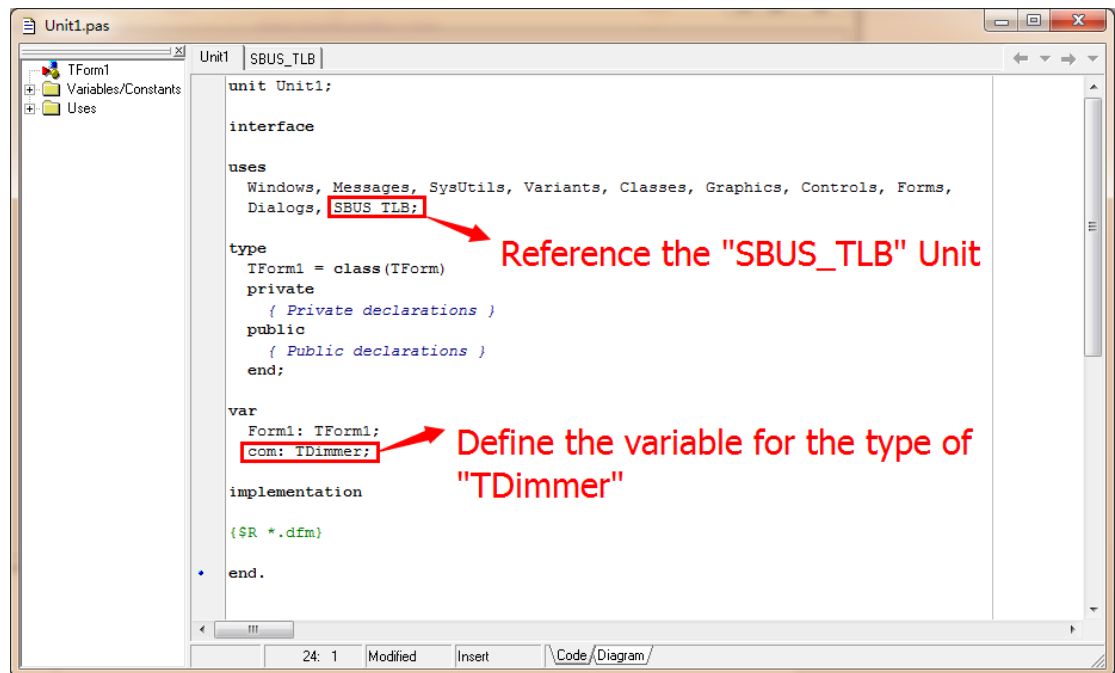 Unit1.pas
TForm1
Variables/Constants
Uses
Unit1
SBUS_TLB
unit Unit1;
interface
uses
Windows, Messages, SysUtils, Variants, Classes, Graphics, Controls, Forms,
Dialogs, SBUS_TLB;
Reference the "SBUS_TLB" Unit
type
TForm1 = class(TForm)
private
{ Private declarations }
public
{ Public declarations }
end;
var
Form1: TForm1;
com: TDimmer;
Define the variable for the type of
"TDimmer"
implementation
{$R *.dfm}
end.
24: 1 Modified Insert \Code/Diagram/